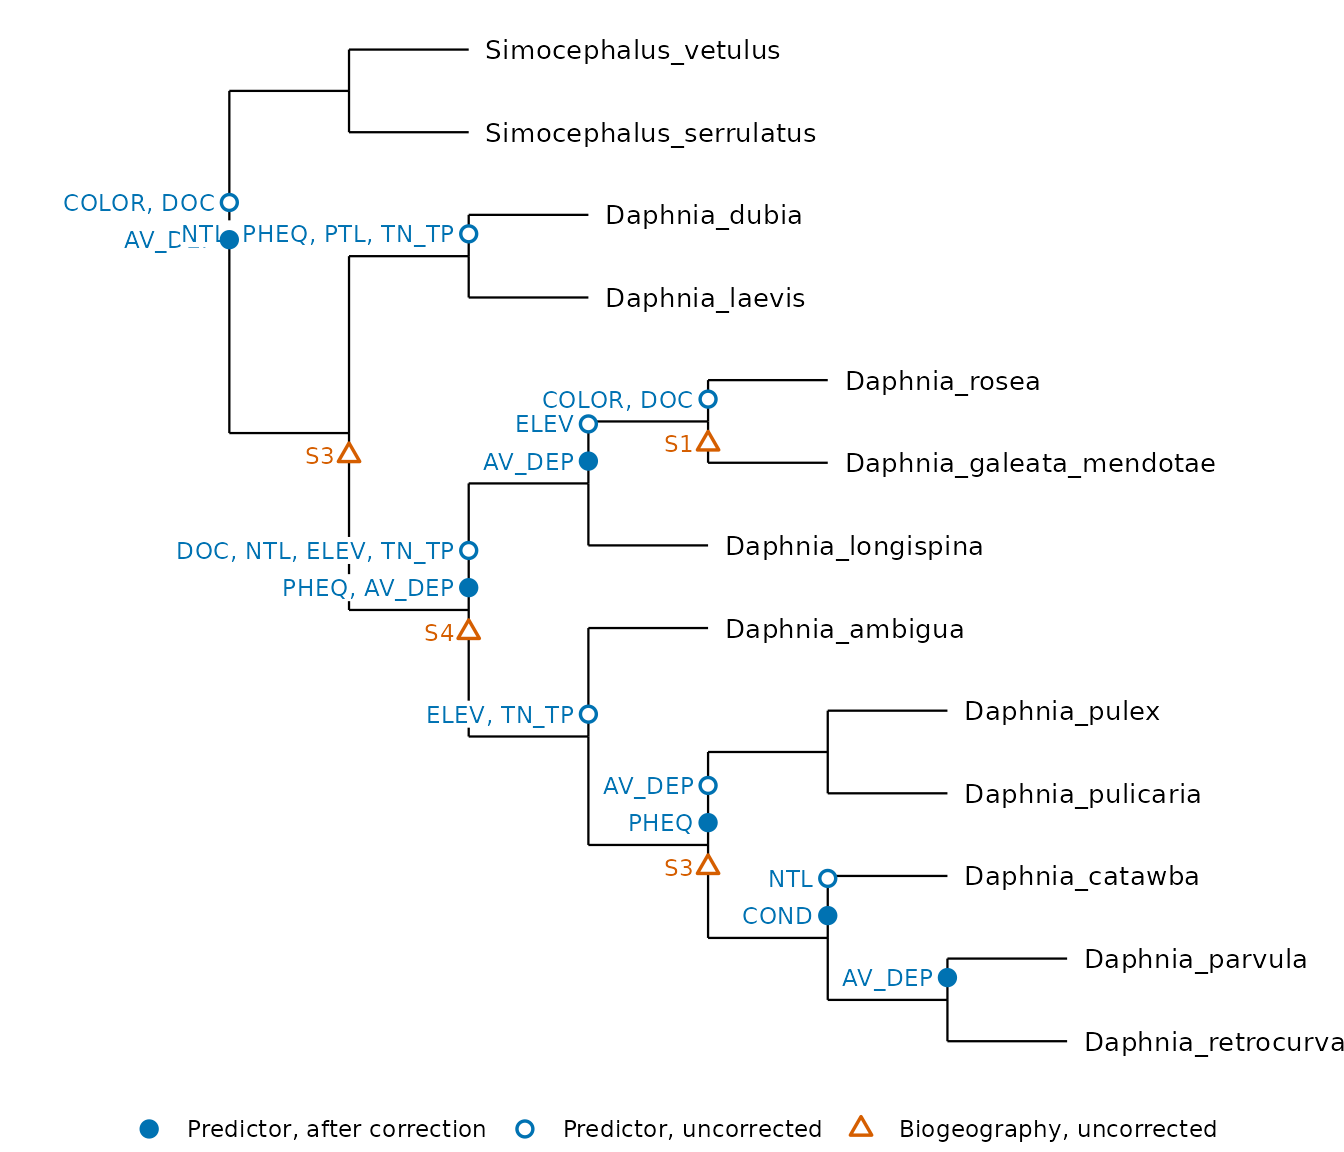 Simocephalus_vetulus
Simocephalus_serrulatus
COLOR, DOC
Daphnia_dubia
NTL, PHEQ, PTL, TN_TP
Daphnia_laevis
Daphnia_rosea
COLOR, DOC
ELEV
S1
S3
AV_DEP
Daphnia_galeata_mendotae
Daphnia_longispina
DOC, NTL, ELEV, TN_TP
PHEQ, AV_DEP
S4
Daphnia_ambigua
ELEV, TN_TP
Daphnia_pulex
AV_DEP
Daphnia_pulicaria
PHEQ
S3
NTL
Daphnia_catawba
COND
Daphnia_parvula
AV_DEP
Daphnia_retrocurva
Predictor, after correction
Predictor, uncorrected
Biogeography, uncorrected